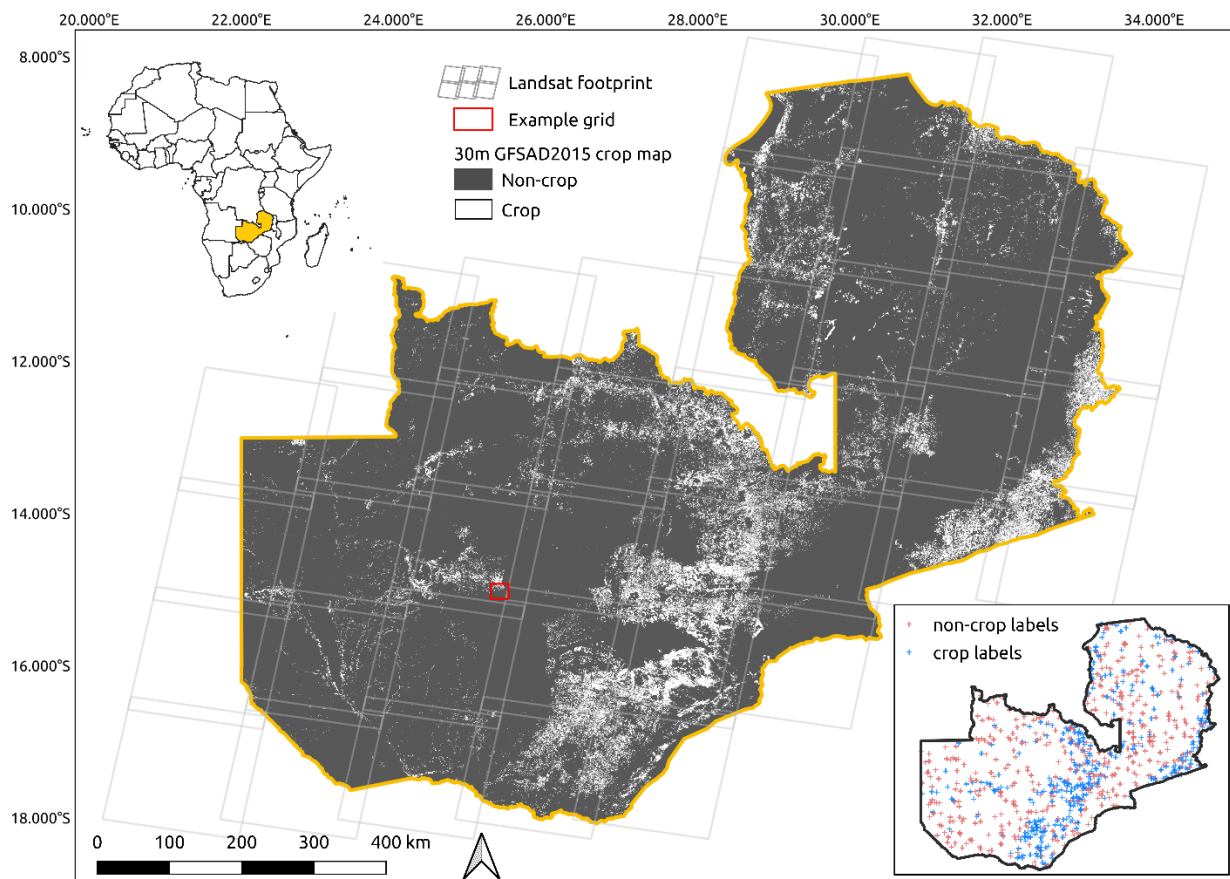 20.000°S
22.000°S
24.000°S
26.000°S
28.000°S
30.000°S
32.000°S
34.000°S
8.000°S
10.000°S
12.000°S
14.000°S
16.000°S
18.000°S
Landsat footprint
Example grid
30m GFSAD2015 crop map
Non-crop
Crop
non-crop labels
crop labels
0 100 200 300 400 km